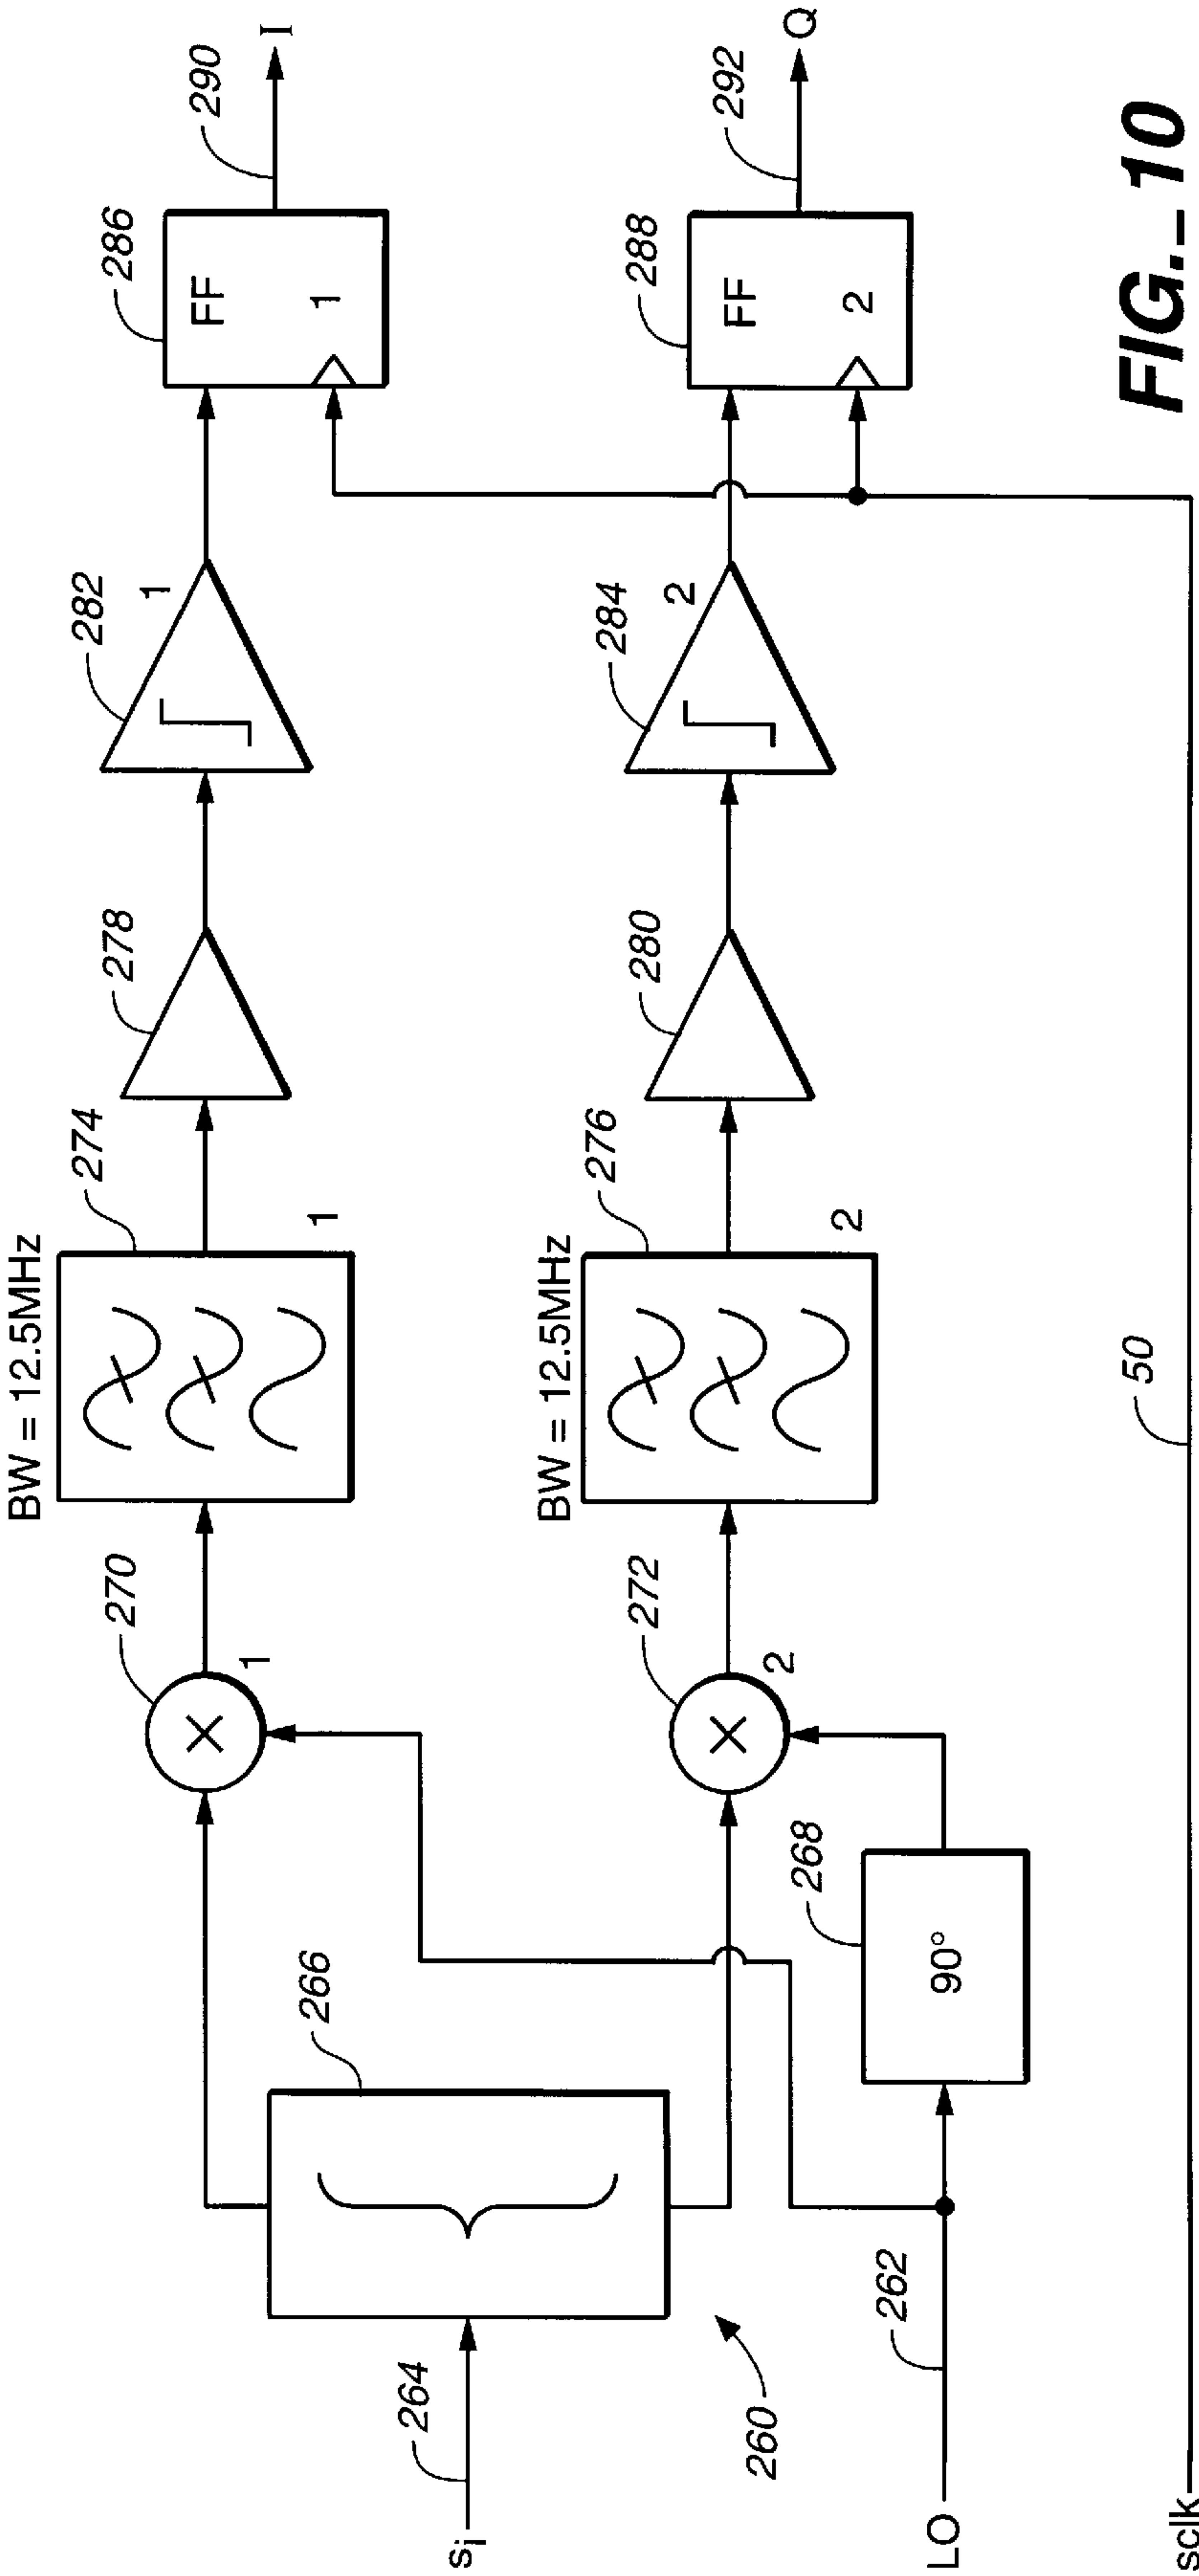 BW = 12.5MHz
270
274
278
282
286
290
1
1
1
FF
1
I
266
BW = 12.5MHz
272
276
280
284
288
292
2
2
2
FF
2
Q
si
264
260
268
90°
LO
262
sclk
50
FIG._10